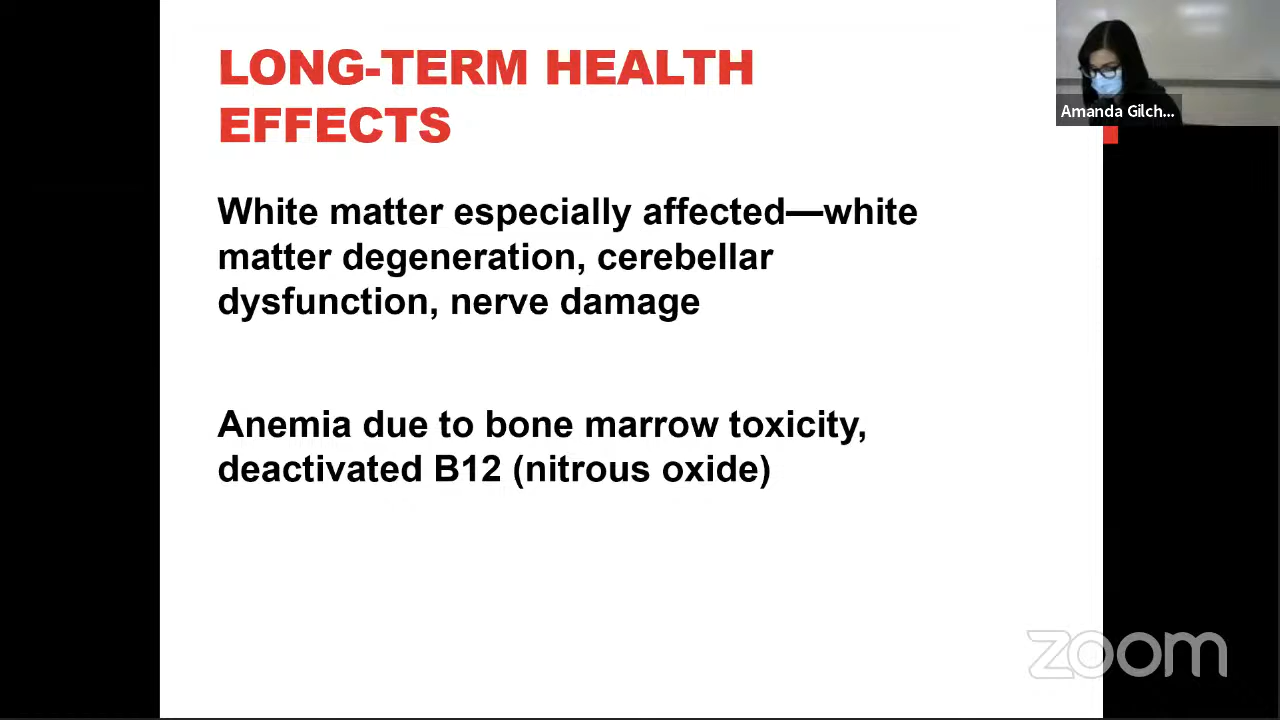 LONG-TERM HEALTH
EFFECTS
Amanda Gilch...
White matter especially affected—white
matter degeneration, cerebellar
dysfunction, nerve damage
Anemia due to bone marrow toxicity,
deactivated B12 (nitrous oxide)
zoom